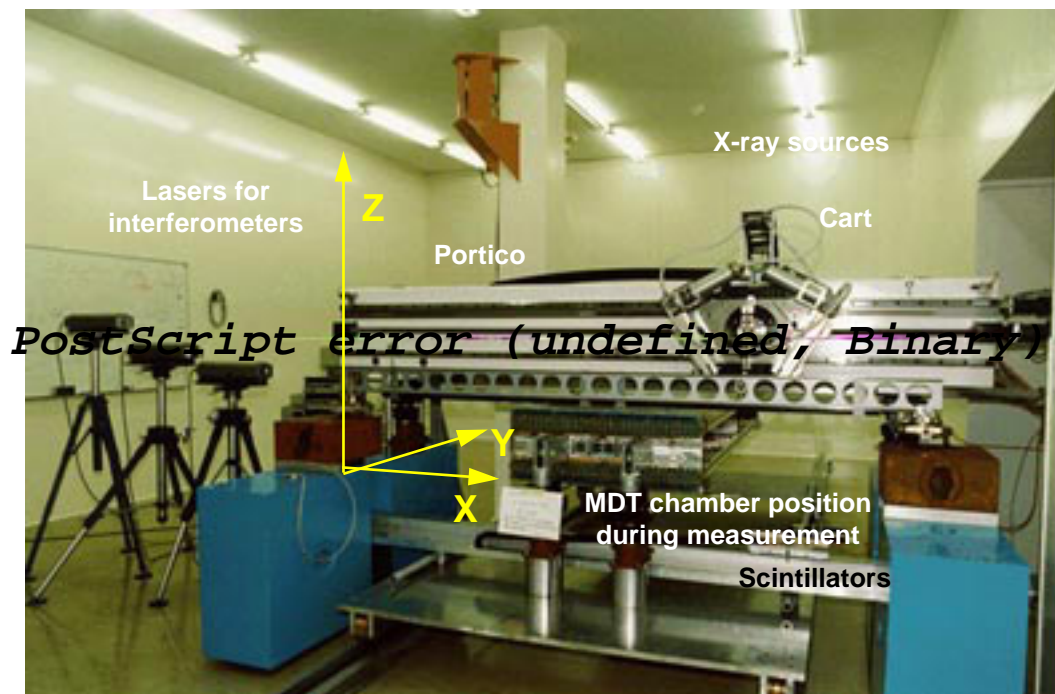 X-ray sources
Lasers for
interferometers
Z
Cart
Portico
PostScript error (undefined, Binary)
Y
X
MDT chamber position
during measurement
Scintillators